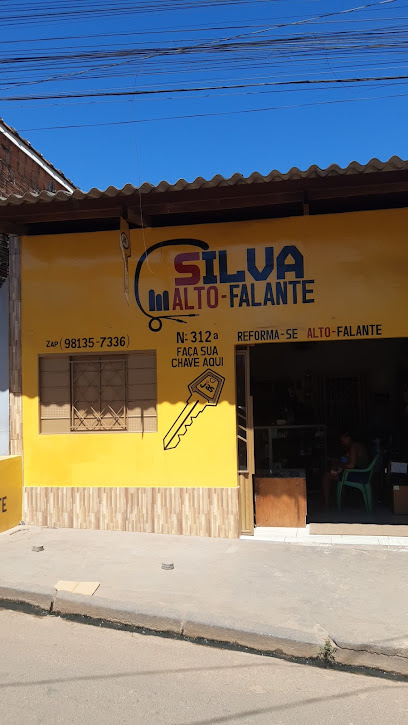 SILVA
ALTO-FALANTE
ZAP (98135-7336)
N: 312a
REFORMA-SE ALTO-FALANTE
FAÇA SUA
CHAVE AQUI